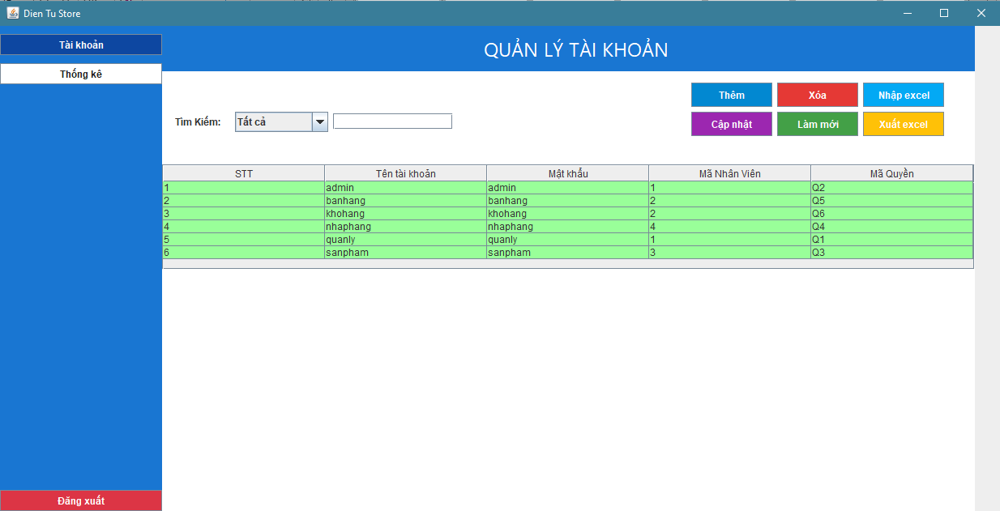 Dien Tu Store
Tài khoản
Thống kê
Đăng xuất
QUẢN LÝ TÀI KHOẢN
Tìm Kiếm: Tất cả
Thêm Xóa Nhập excel
Cập nhật Làm mới Xuất excel
STT Tên tài khoản Mật khẩu Mã Nhân Viên Mã Quyền
1 admin admin 1 Q2
2 banhang banhang 2 Q5
3 khohang khohang 2 Q6
4 nhaphang nhaphang 4 Q4
5 quanly quanly 1 Q1
6 sanpham sanpham 3 Q3